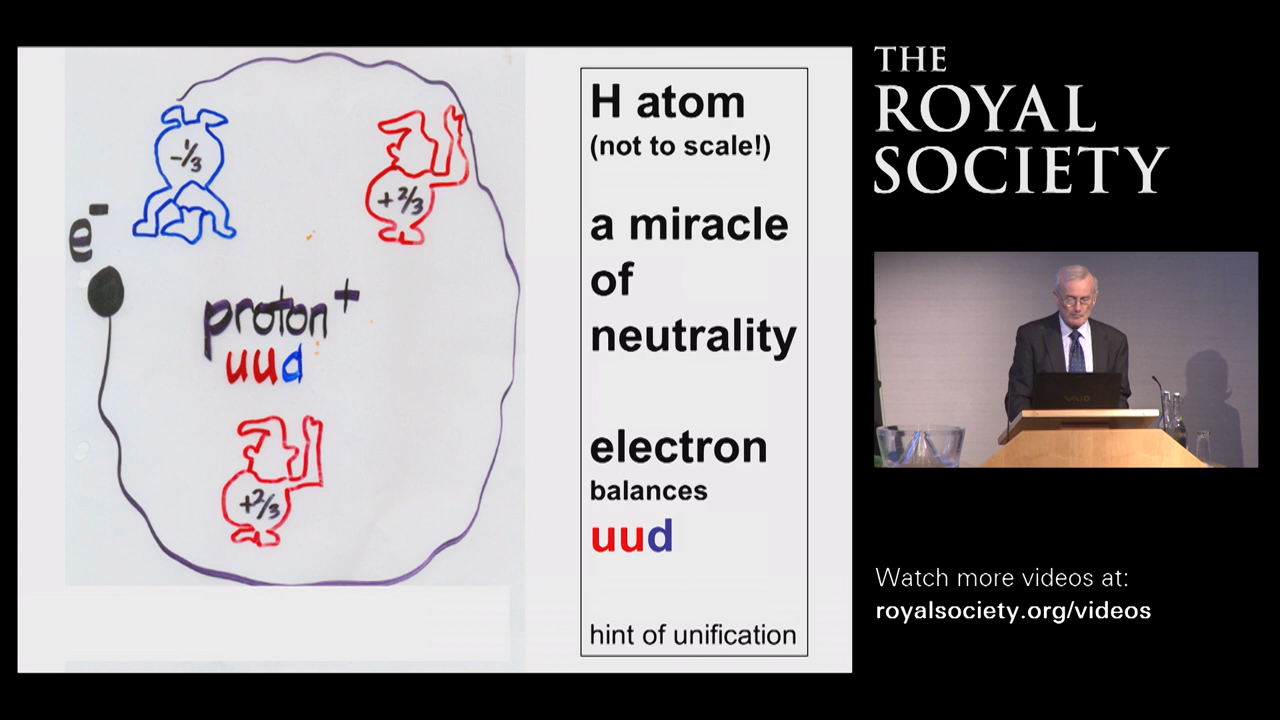 -1/3
+2/3
e-
proton+
uud
+2/3
H atom
(not to scale!)
a miracle
of
neutrality
electron
balances
uud
hint of unification
THE
ROYAL
SOCIETY
VAIO
Watch more videos at:
royalsociety.org/videos